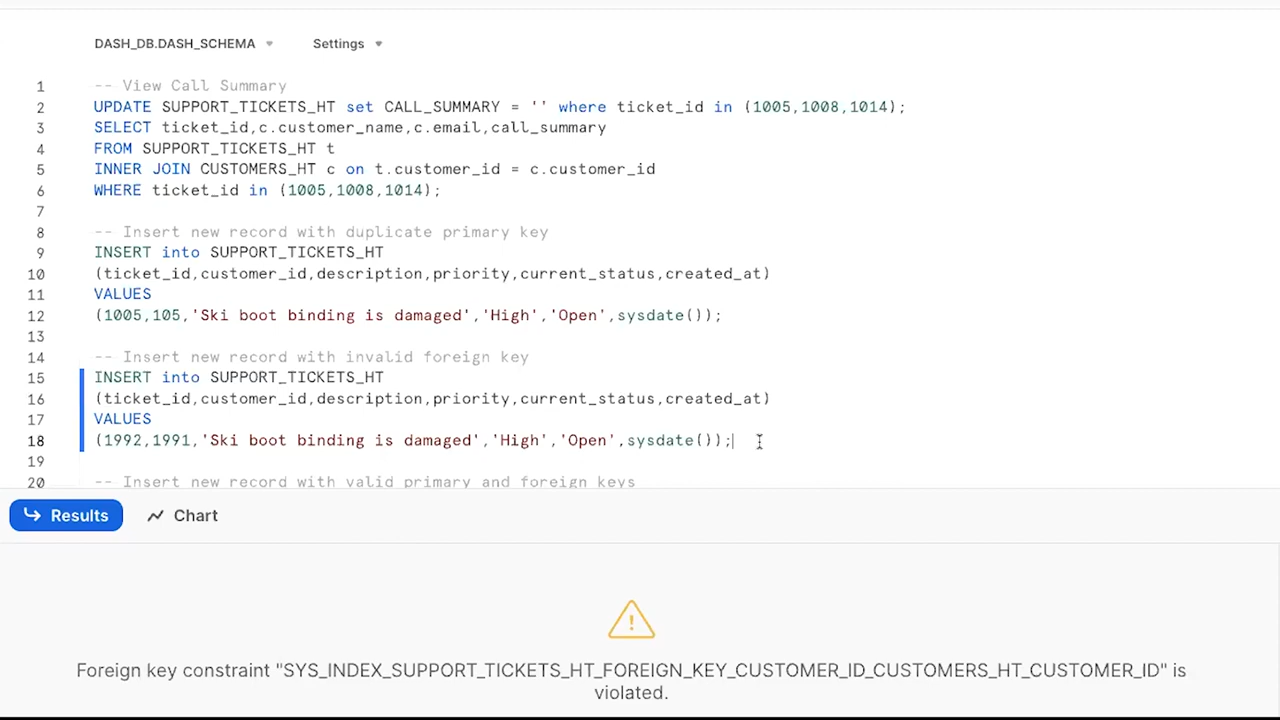 DASH_DB.DASH_SCHEMA Settings
1 -- View Call Summary
2 UPDATE SUPPORT_TICKETS_HT set CALL_SUMMARY = '' where ticket_id in (1005,1008,1014);
3 SELECT ticket_id,c.customer_name,c.email,call_summary
4 FROM SUPPORT_TICKETS_HT t
5 INNER JOIN CUSTOMERS_HT c on t.customer_id = c.customer_id
6 WHERE ticket_id in (1005,1008,1014);
7
8 -- Insert new record with duplicate primary key
9 INSERT into SUPPORT_TICKETS_HT
10 (ticket_id,customer_id,description,priority,current_status,created_at)
11 VALUES
12 (1005,105,'Ski boot binding is damaged','High','Open',sysdate());
13
14 -- Insert new record with invalid foreign key
15 INSERT into SUPPORT_TICKETS_HT
16 (ticket_id,customer_id,description,priority,current_status,created_at)
17 VALUES
18 (1992,1991,'Ski boot binding is damaged','High','Open',sysdate());
19
20 -- Insert new record with valid primary and foreign keys
Results Chart
Foreign key constraint "SYS_INDEX_SUPPORT_TICKETS_HT_FOREIGN_KEY_CUSTOMER_ID_CUSTOMERS_HT_CUSTOMER_ID" is
violated.